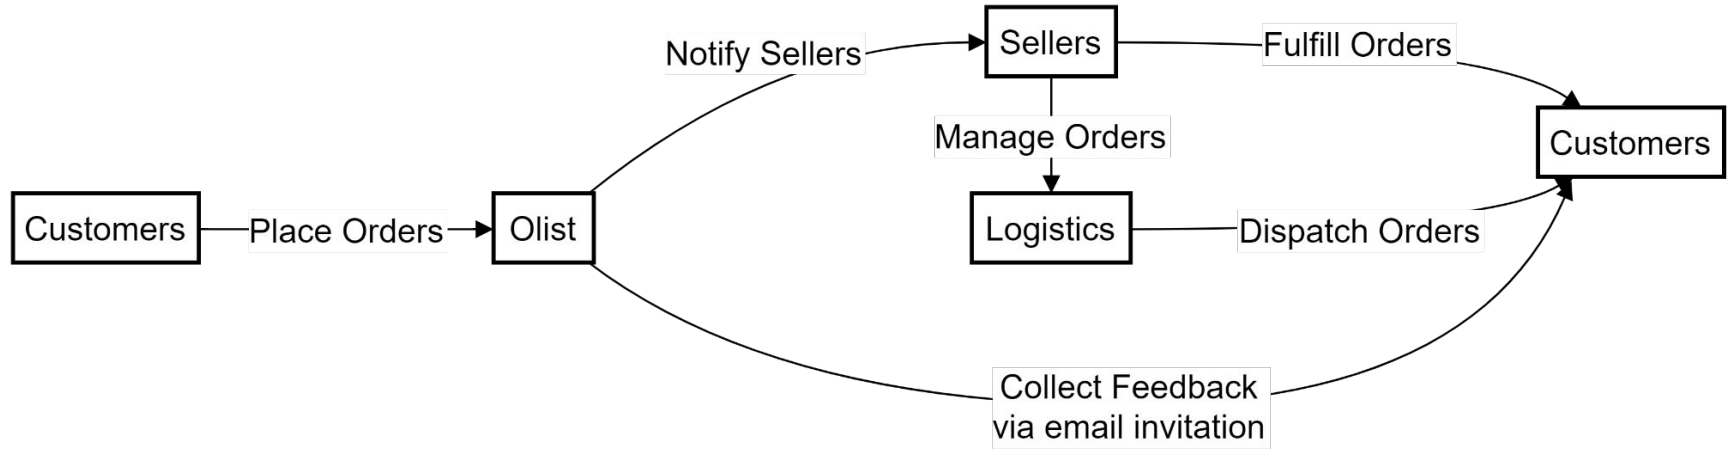 Customers
Place Orders
Olist
Notify Sellers
Sellers
Fulfill Orders
Manage Orders
Logistics
Dispatch Orders
Customers
Collect Feedback
via email invitation